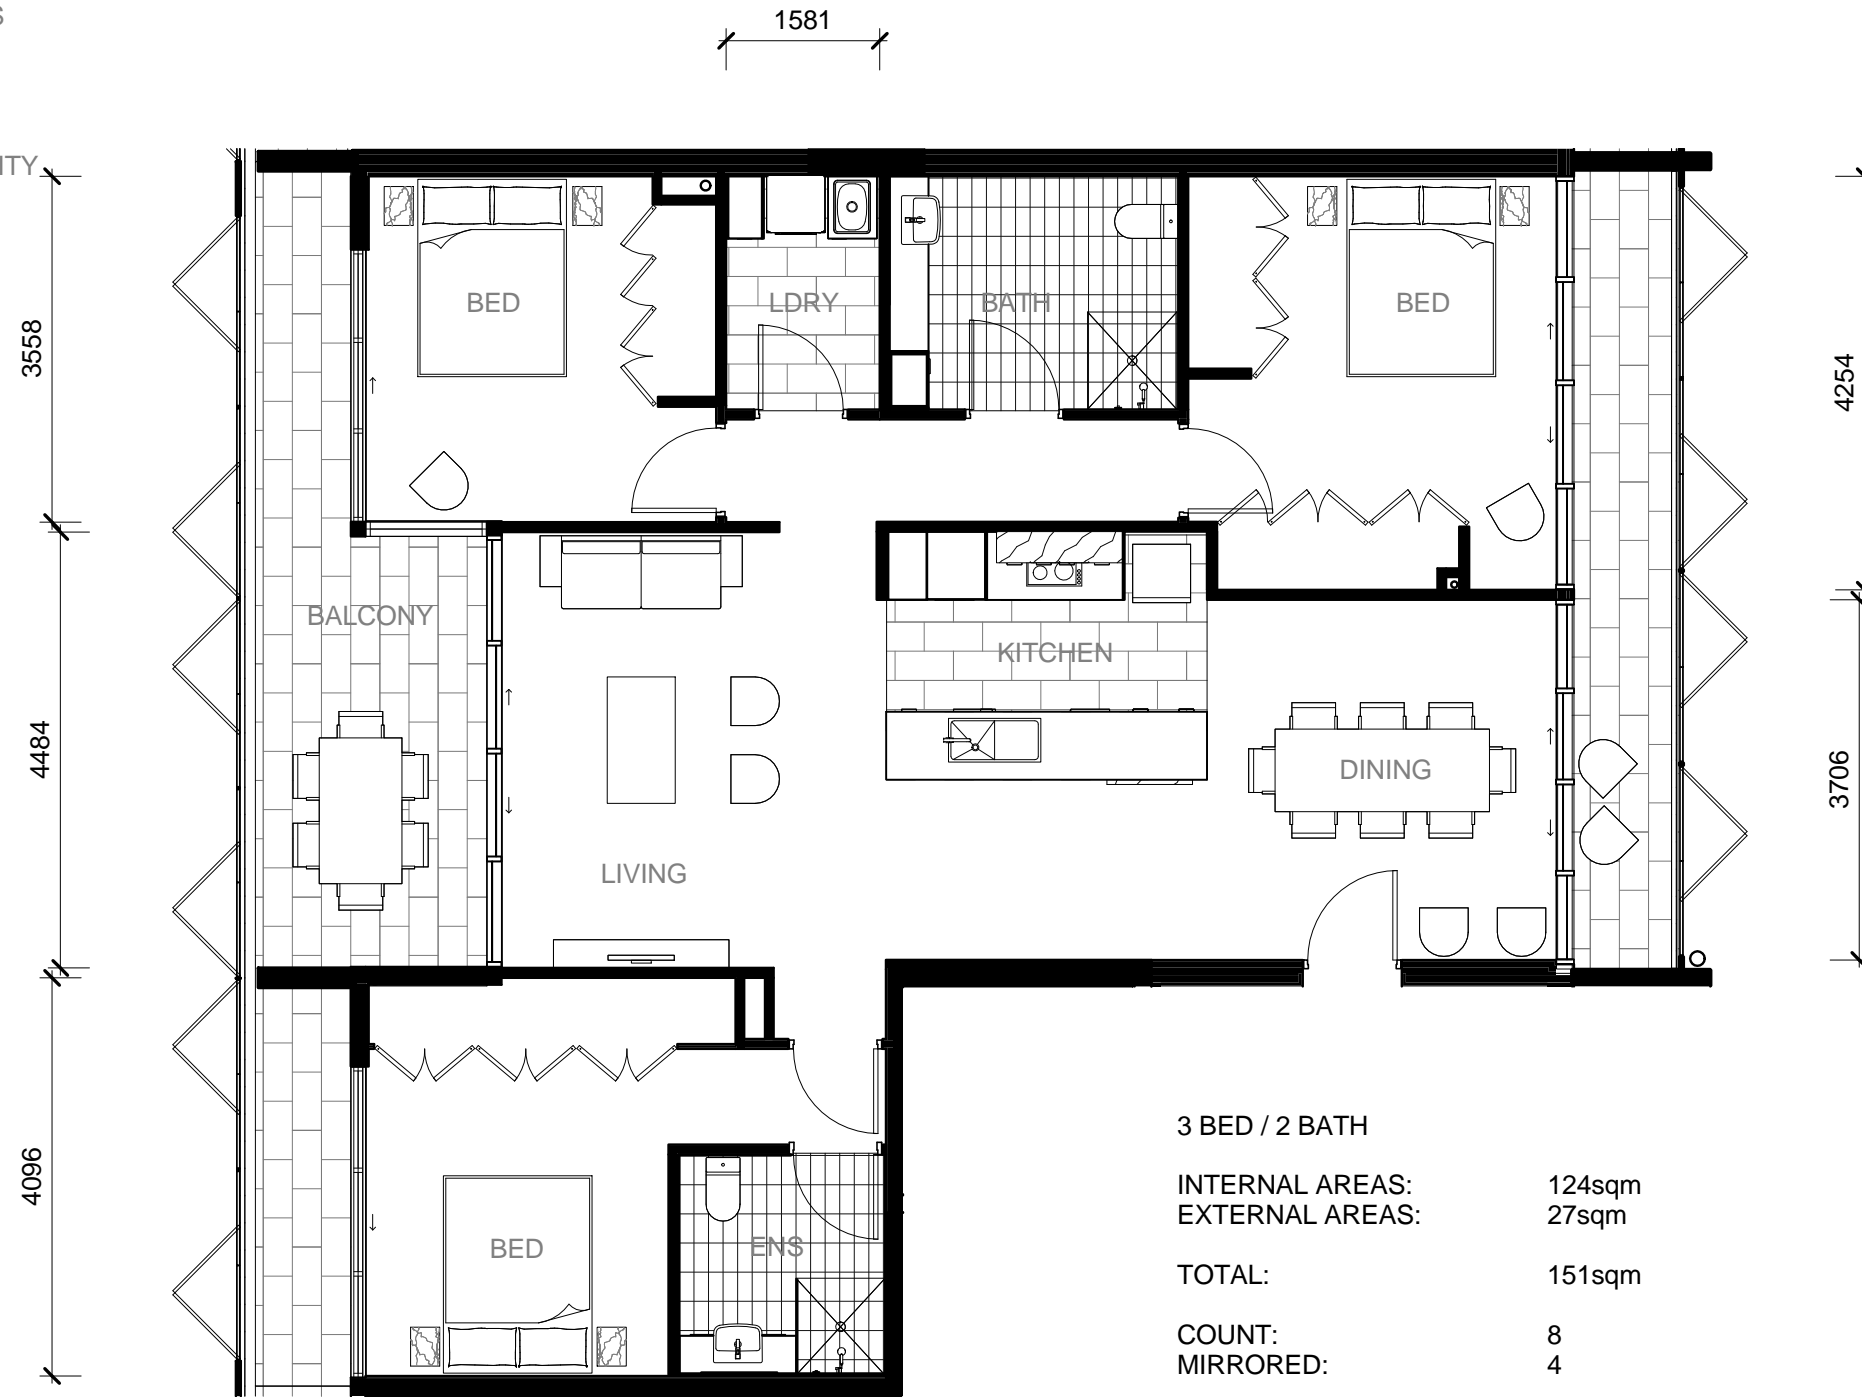 1581
ITY
3558
BED
LDRY
BATH
BED
4254
BALCONY
KITCHEN
4484
DINING
3706
LIVING
4096
BED
ENS
3 BED / 2 BATH
INTERNAL AREAS: 124sqm
EXTERNAL AREAS: 27sqm
TOTAL: 151sqm
COUNT: 8
MIRRORED: 4